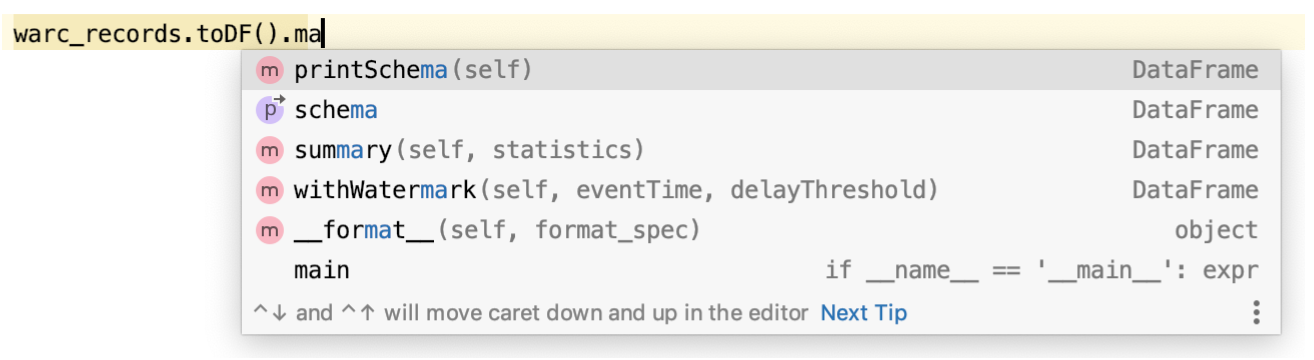 warc_records.toDF().ma
m printSchema(self) DataFrame
p schema DataFrame
m summary(self, statistics) DataFrame
m withWatermark(self, eventTime, delayThreshold) DataFrame
m __format__(self, format_spec) object
main if __name__ == '__main__': expr
^↓ and ^↑ will move caret down and up in the editor Next Tip